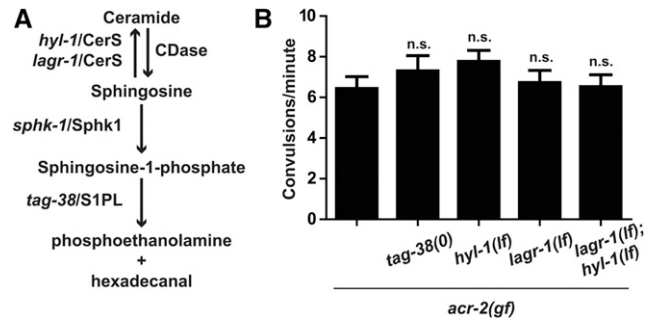 A
Ceramide
hyl-1/CerS
lagr-1/CerS
CDase
Sphingosine
sphk-1/Sphk1
Sphingosine-1-phosphate
tag-38/S1PL
phosphoethanolamine
+
hexadecanal
B
Convulsions/minute
10
8
6
4
2
0
n.s.
n.s.
n.s.
n.s.
tag-38(0)
hyl-1(lf)
lagr-1(lf)
lagr-1(lf);
hyl-1(lf)
acr-2(gf)